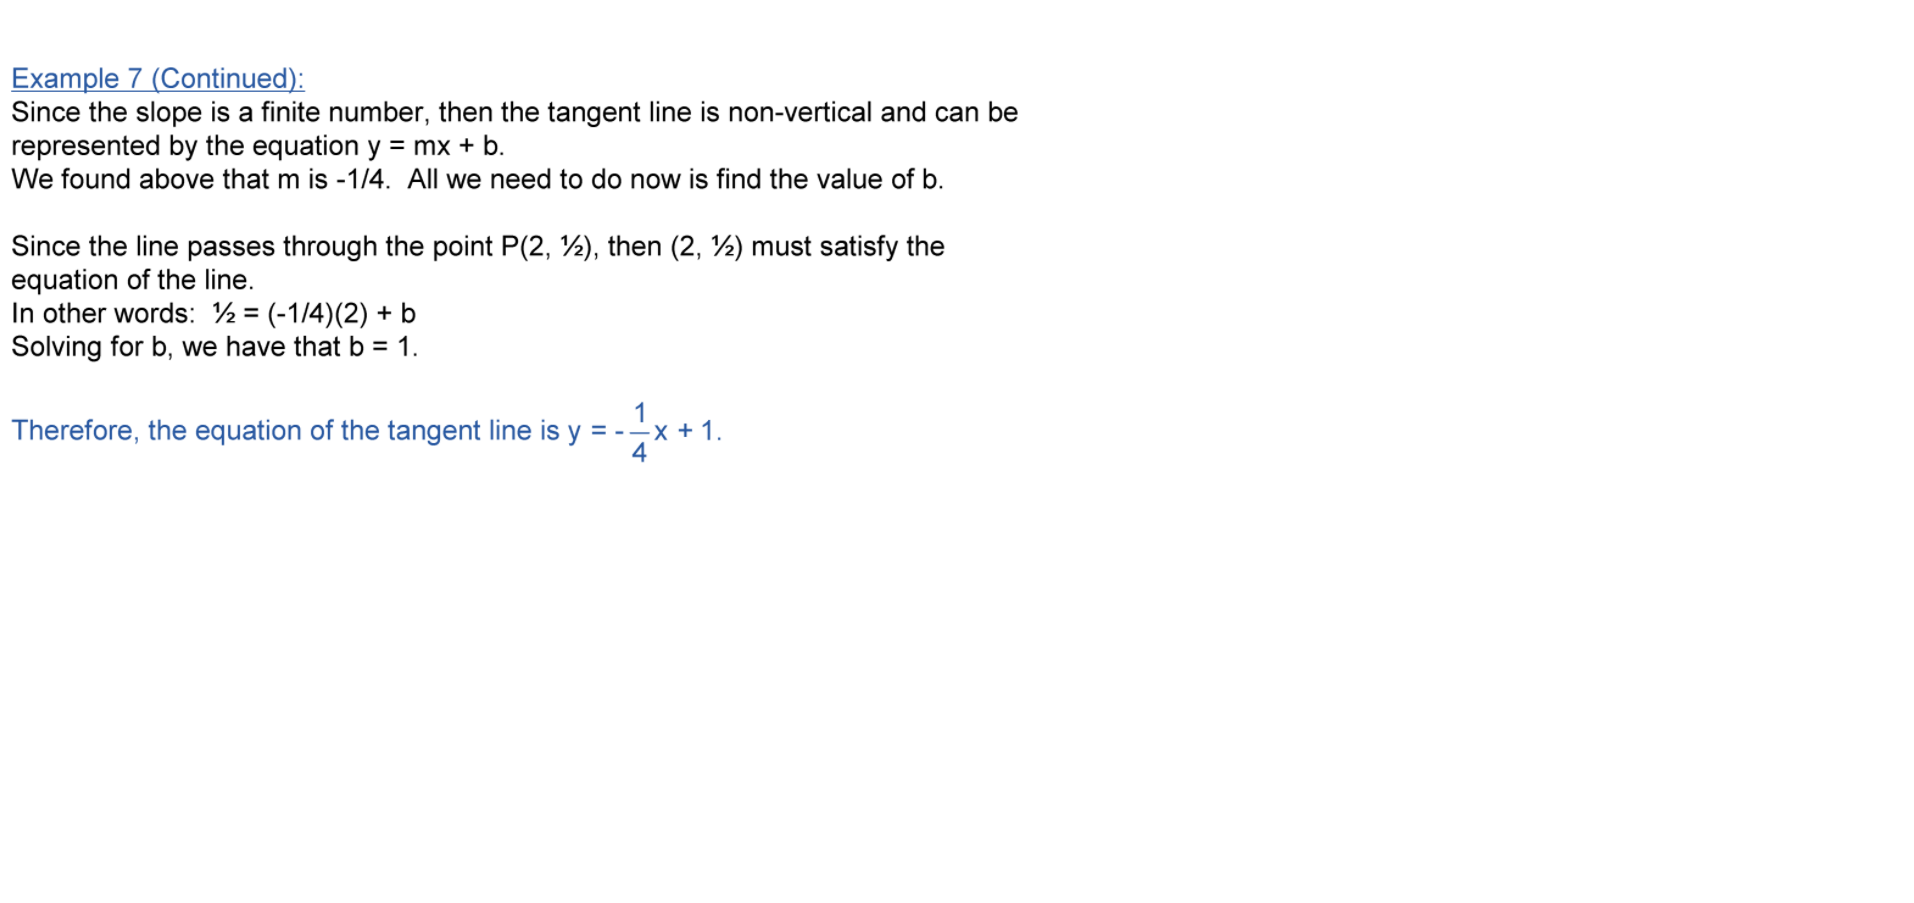 Example 7 (Continued):
Since the slope is a finite number, then the tangent line is non-vertical and can be
represented by the equation y = mx + b.
We found above that m is -1/4.  All we need to do now is find the value of b.
Since the line passes through the point P(2, ½), then (2, ½) must satisfy the
equation of the line.
In other words:  ½ = (-1/4)(2) + b
Solving for b, we have that b = 1.
Therefore, the equation of the tangent line is y = -1/4x + 1.